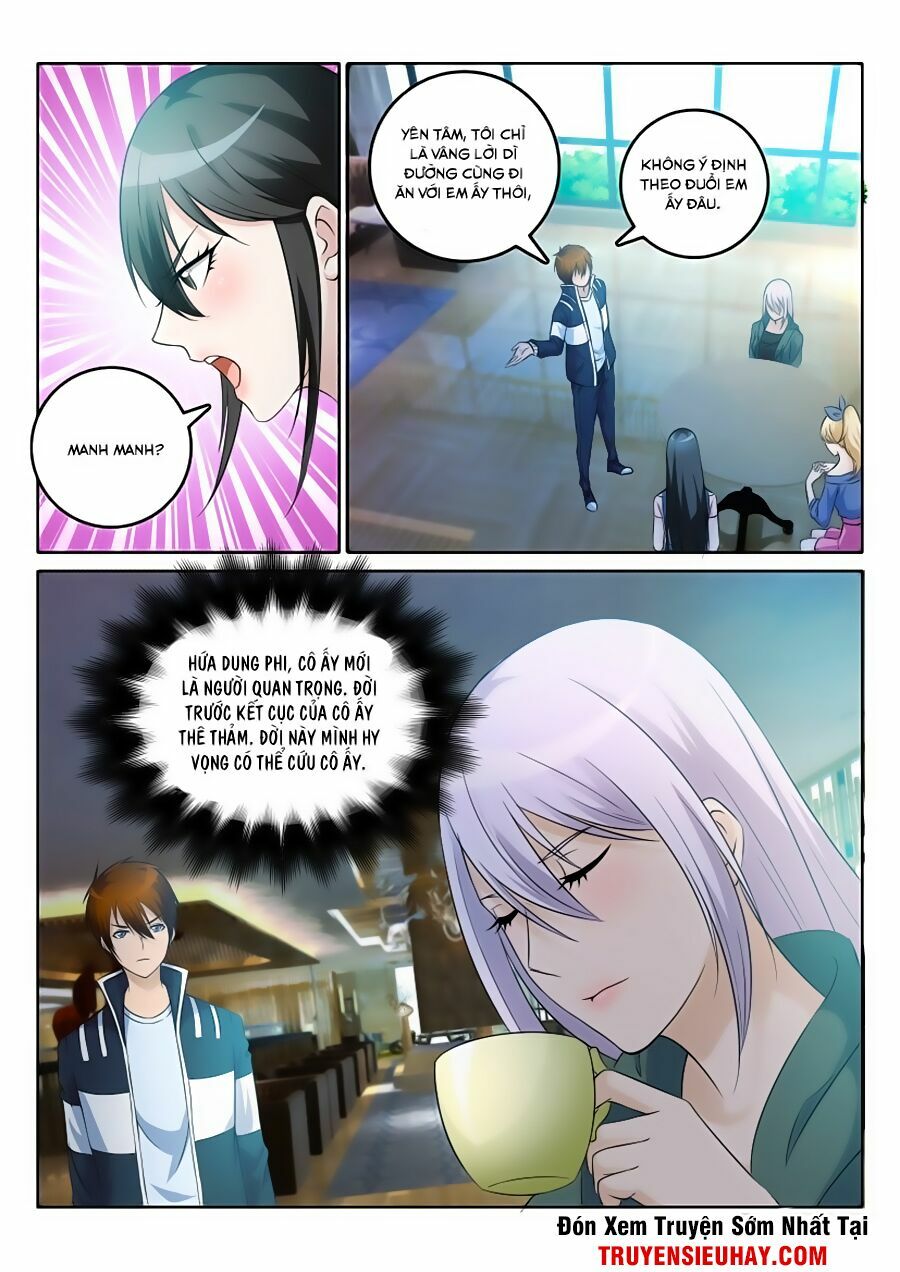 MANH MANH?
YÊN TÂM, TÔI CHỈ
LÀ VÂNG LỜI DÌ
ĐƯỜNG CÙNG ĐI
ĂN VỚI EM ẤY THÔI,
KHÔNG Ý ĐỊNH
THEO ĐUỔI EM
ẤY ĐÂU.
HỨA DUNG PHI, CÔ ẤY MỚI
LÀ NGƯỜI QUAN TRỌNG. ĐỜI
TRƯỚC KẾT CỤC CỦA CÔ ẤY
THÊ THẢM. ĐỜI NÀY MÌNH HY
VỌNG CÓ THỂ CỨU CÔ ẤY.
Đón Xem Truyện Sớm Nhất Tại
TRUYENSIEUHAY.COM